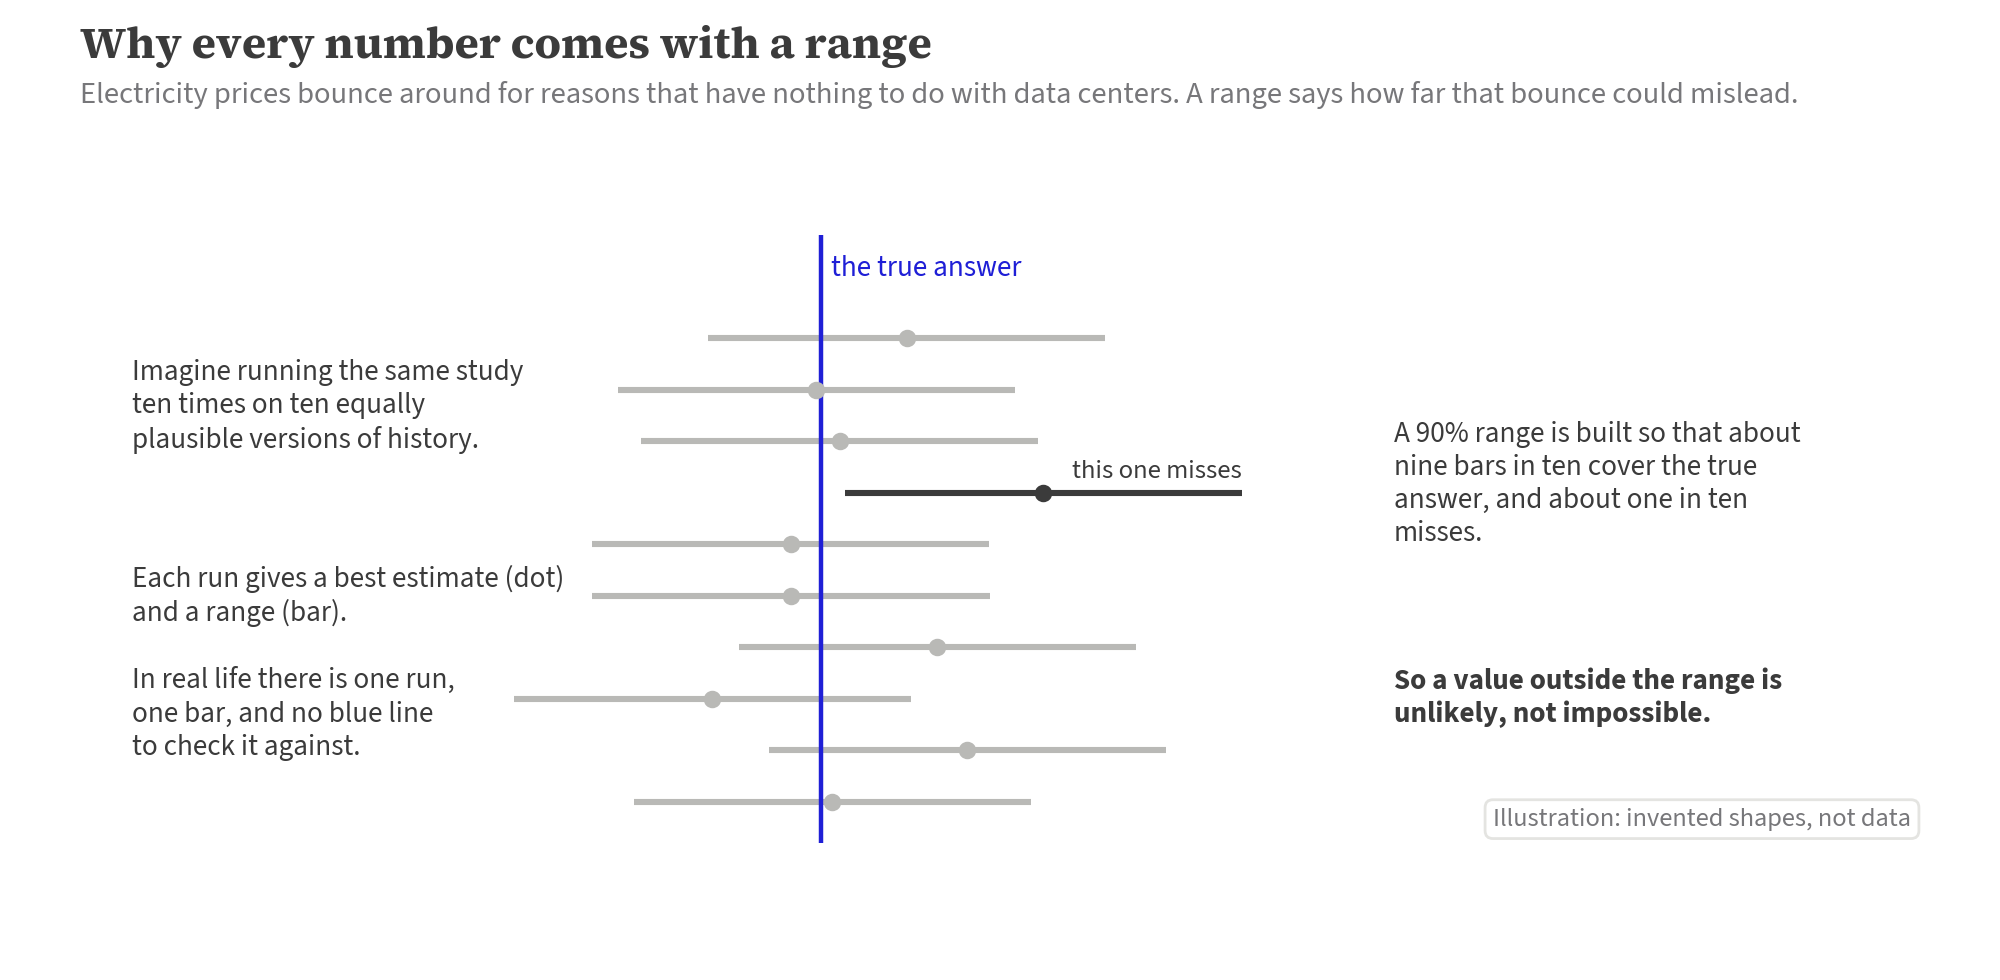 Why every number comes with a range
Electricity prices bounce around for reasons that have nothing to do with data centers. A range says how far that bounce could mislead.
the true answer
Imagine running the same study
ten times on ten equally
plausible versions of history.
this one misses
Each run gives a best estimate (dot)
and a range (bar).
In real life there is one run,
one bar, and no blue line
to check it against.
A 90% range is built so that about
nine bars in ten cover the true
answer, and about one in ten
misses.
So a value outside the range is
unlikely, not impossible.
Illustration: invented shapes, not data